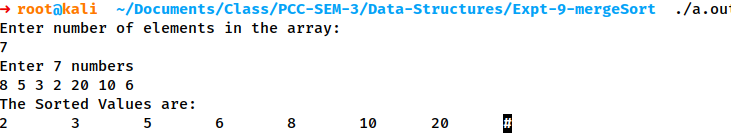 → root@kali ~/Documents/Class/PCC-SEM-3/Data-Structures/Expt-9-mergeSort ./a.out
Enter number of elements in the array:
7
Enter 7 numbers
8 5 3 2 20 10 6
The Sorted Values are:
2 3 5 6 8 10 20 #